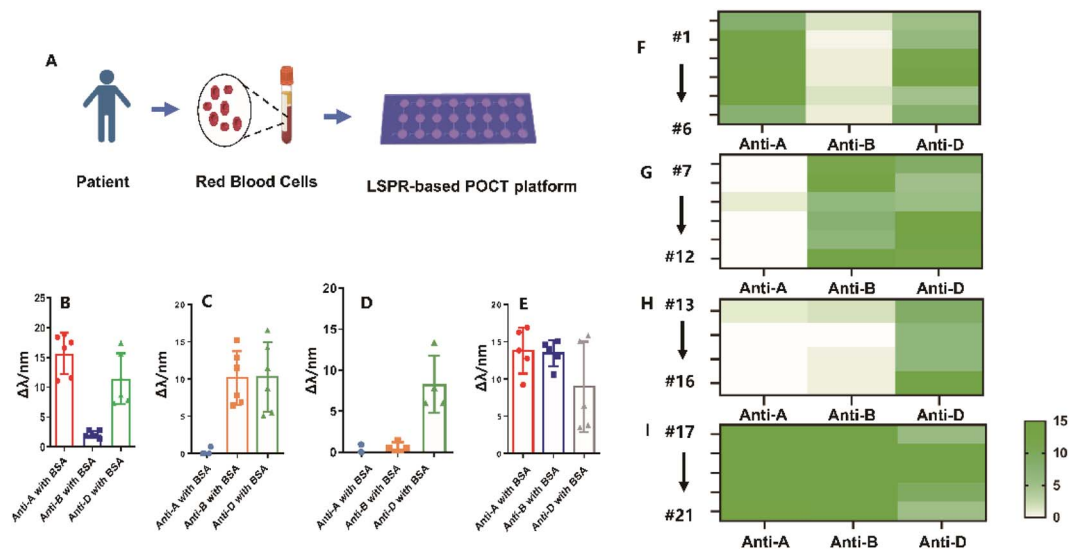 A
Patient
Red Blood Cells
LSPR-based POCT platform
B
Δλ/nm
25
20
15
10
5
0
Anti-A with BSA
Anti-B with BSA
Anti-D with BSA
C
Δλ/nm
20
15
10
5
0
Anti-A with BSA
Anti-B with BSA
Anti-D with BSA
D
Δλ/nm
20
15
10
5
0
Anti-A with BSA
Anti-B with BSA
Anti-D with BSA
E
Δλ/nm
20
15
10
5
0
Anti-A with BSA
Anti-B with BSA
Anti-D with BSA
F
#1
#6
Anti-A Anti-B Anti-D
G
#7
#12
Anti-A Anti-B Anti-D
H
#13
#16
Anti-A Anti-B Anti-D
I
#17
#21
Anti-A Anti-B Anti-D
15
10
5
0